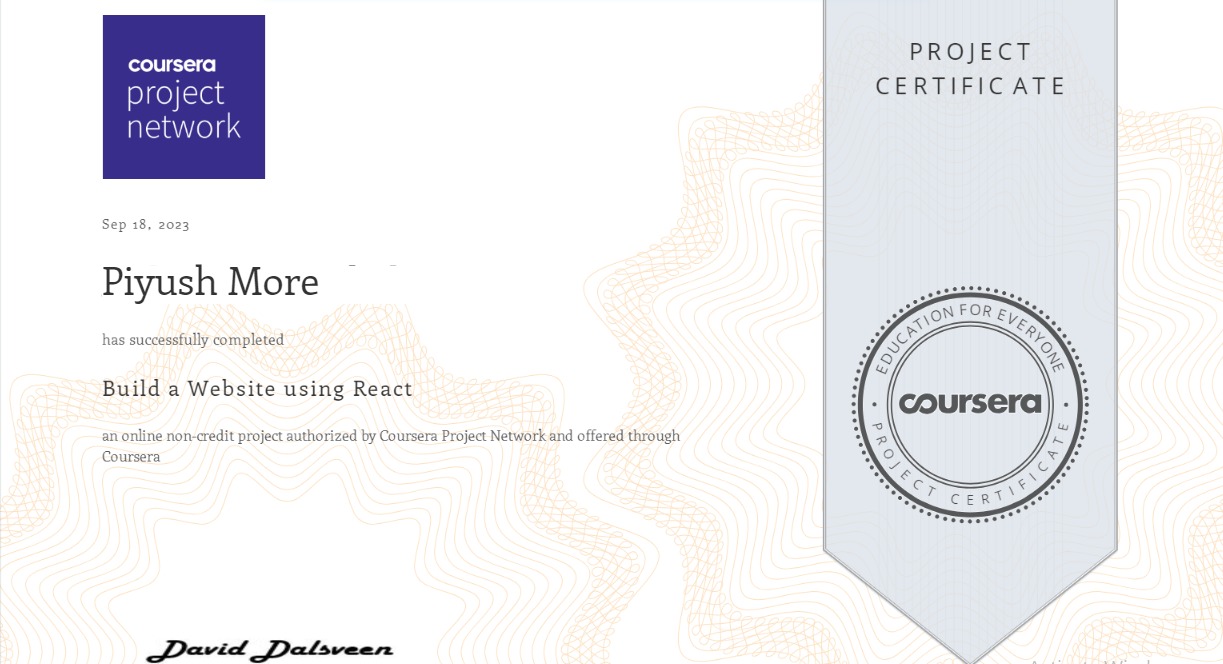 coursera
project
network
PROJECT
CERTIFICATE
Sep 18, 2023
Piyush More
has successfully completed
Build a Website using React
an online non-credit project authorized by Coursera Project Network and offered through
Coursera
EDUCATION FOR EVERYONE
coursera
PROJECT CERTIFICATE
David Dalsveen